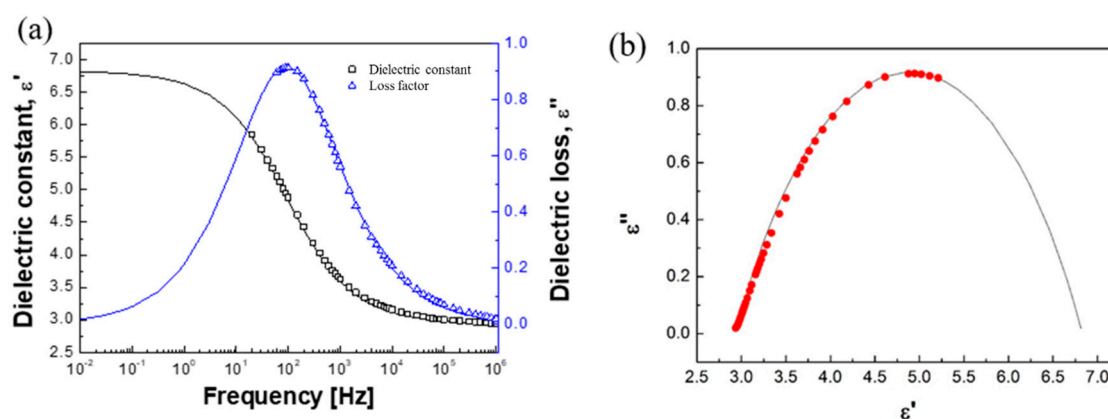 (a)
7.0
6.5
6.0
5.5
5.0
4.5
4.0
3.5
3.0
2.5
Dielectric constant, ε'
Dielectric constant
Loss factor
1.0
0.8
0.6
0.4
0.2
0.0
Dielectric loss, ε''
10⁻² 10⁻¹ 10⁰ 10¹ 10² 10³ 10⁴ 10⁵ 10⁶
Frequency [Hz]
(b)
1.0
0.8
0.6
0.4
0.2
0.0
ε''
2.5 3.0 3.5 4.0 4.5 5.0 5.5 6.0 6.5 7.0
ε'